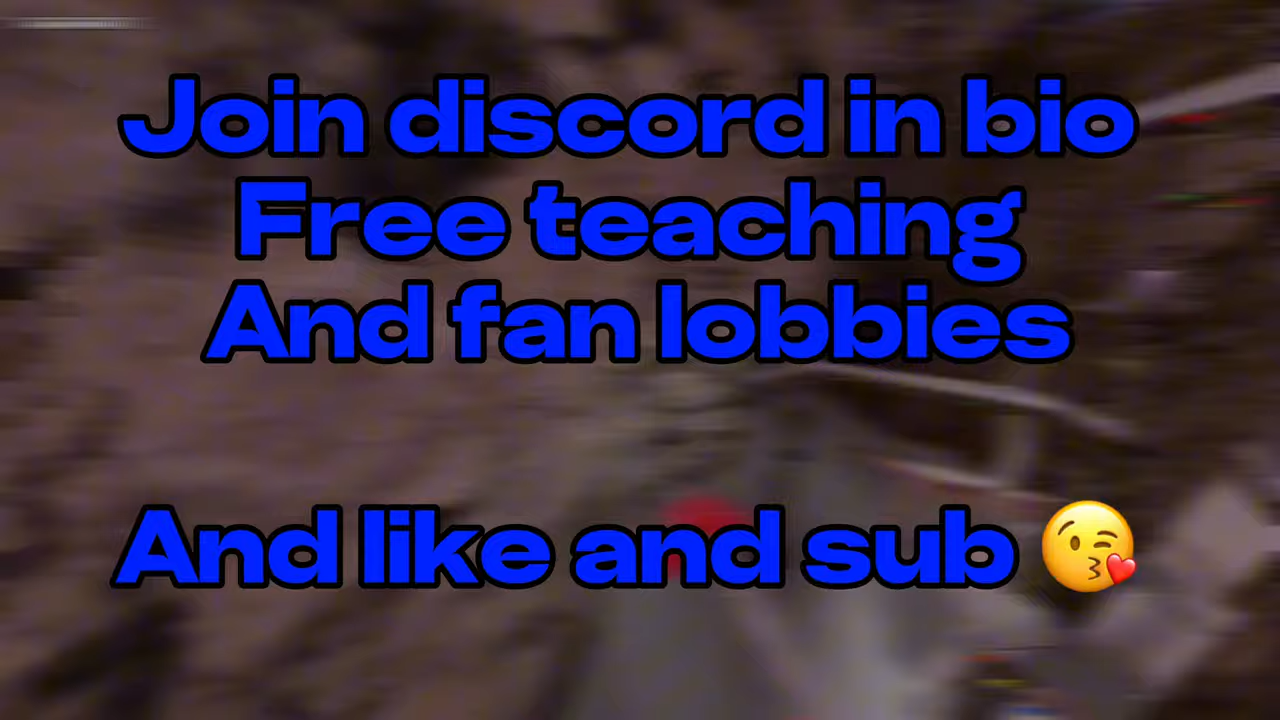 Join discord in bio
Free teaching
And fan lobbies
And like and sub 😘